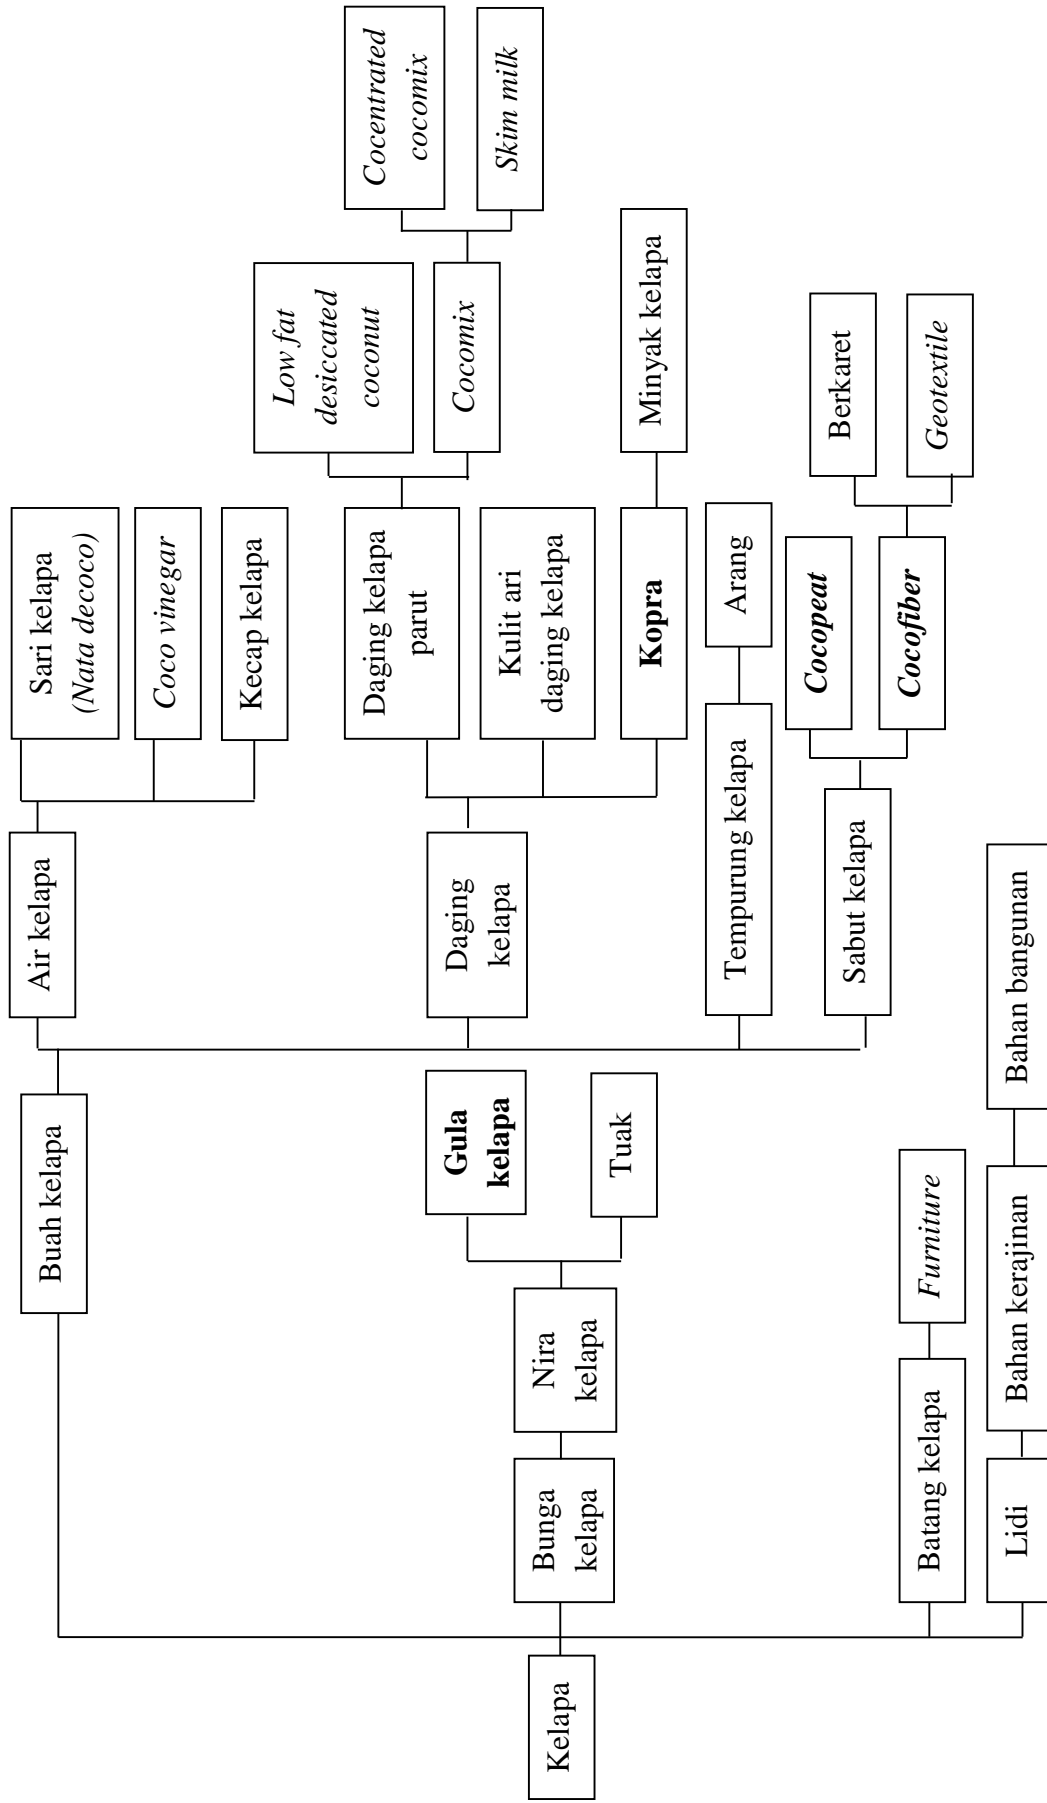 Kelapa
Buah kelapa
Air kelapa
Sari kelapa
(Nata decoco)
Coco vinegar
Kecap kelapa
Daging
kelapa
Daging kelapa
parut
Low fat
desiccated
coconut
Cocomix
Cocentrated
cocomix
Skim milk
Kulit ari
daging kelapa
Kopra
Minyak kelapa
Tempurung kelapa
Arang
Sabut kelapa
Cocopeat
Cocofiber
Berkaret
Geotextile
Bunga
kelapa
Nira
kelapa
Gula
kelapa
Tuak
Batang kelapa
Furniture
Lidi
Bahan kerajinan
Bahan bangunan